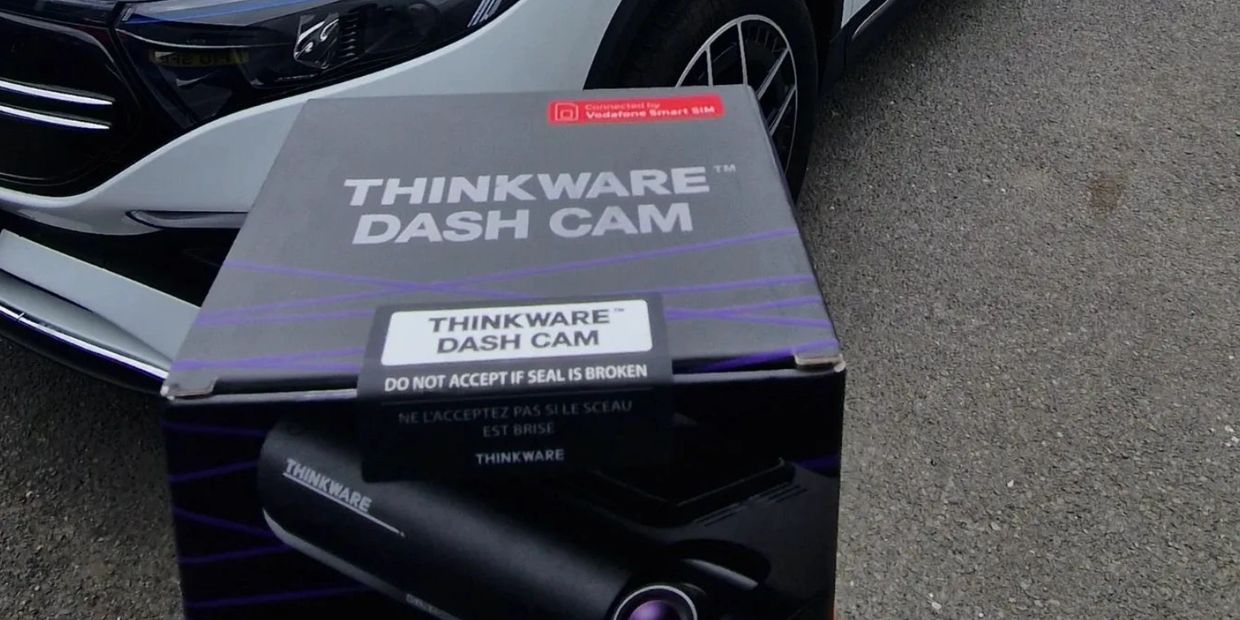 Connected by
Vodafone Smart SIM
THINKWARE™
DASH CAM
THINKWARE™
DASH CAM
DO NOT ACCEPT IF SEAL IS BROKEN
NE L'ACCEPTEZ PAS SI LE SCEAU
EST BRISÉ
THINKWARE
THINKWARE